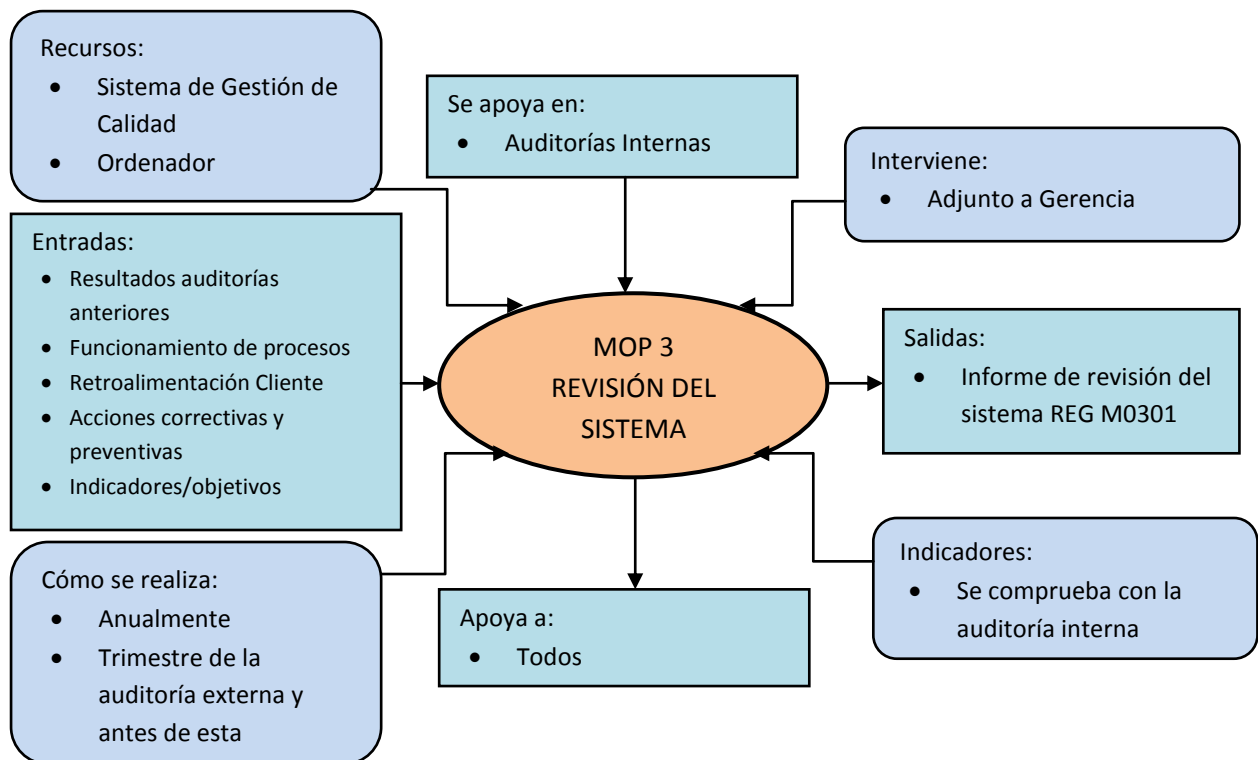 Recursos:
• Sistema de Gestión de
Calidad
• Ordenador
Se apoya en:
• Auditorías Internas
Interviene:
• Adjunto a Gerencia
Entradas:
• Resultados auditorías
anteriores
• Funcionamiento de procesos
• Retroalimentación Cliente
• Acciones correctivas y
preventivas
• Indicadores/objetivos
MOP 3
REVISIÓN DEL
SISTEMA
Salidas:
• Informe de revisión del
sistema REG M0301
Cómo se realiza:
• Anualmente
• Trimestre de la
auditoría externa y
antes de esta
Apoya a:
• Todos
Indicadores:
• Se comprueba con la
auditoría interna